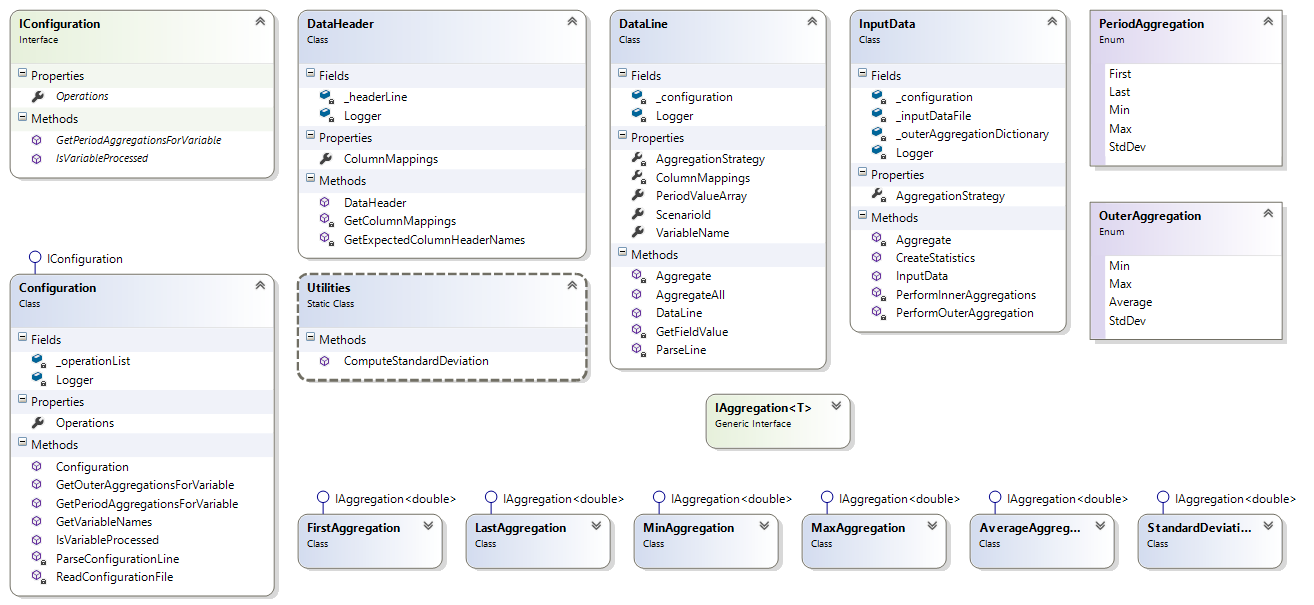 IConfiguration
Interface
Properties
Operations
Methods
GetPeriodAggregationsForVariable
IsVariableProcessed
DataHeader
Class
Fields
_headerLine
Logger
Properties
ColumnMappings
Methods
DataHeader
GetColumnMappings
GetExpectedColumnHeaderNames
DataLine
Class
Fields
_configuration
Logger
Properties
AggregationStrategy
ColumnMappings
PeriodValueArray
ScenarioId
VariableName
Methods
Aggregate
AggregateAll
DataLine
GetFieldValue
ParseLine
InputData
Class
Fields
_configuration
_inputDataFile
_outerAggregationDictionary
Logger
Properties
AggregationStrategy
Methods
Aggregate
CreateStatistics
InputData
PerformInnerAggregations
PerformOuterAggregation
PeriodAggregation
Enum
First
Last
Min
Max
StdDev
OuterAggregation
Enum
Min
Max
Average
StdDev
IConfiguration
Configuration
Class
Fields
_operationList
Logger
Properties
Operations
Methods
Configuration
GetOuterAggregationsForVariable
GetPeriodAggregationsForVariable
GetVariableNames
IsVariableProcessed
ParseConfigurationLine
ReadConfigurationFile
Utilities
Static Class
Methods
ComputeStandardDeviation
IAggregation<T>
Generic Interface
IAggregation<double>
FirstAggregation
Class
IAggregation<double>
LastAggregation
Class
IAggregation<double>
MinAggregation
Class
IAggregation<double>
MaxAggregation
Class
IAggregation<double>
AverageAggreg...
Class
IAggregation<double>
StandardDeviati...
Class